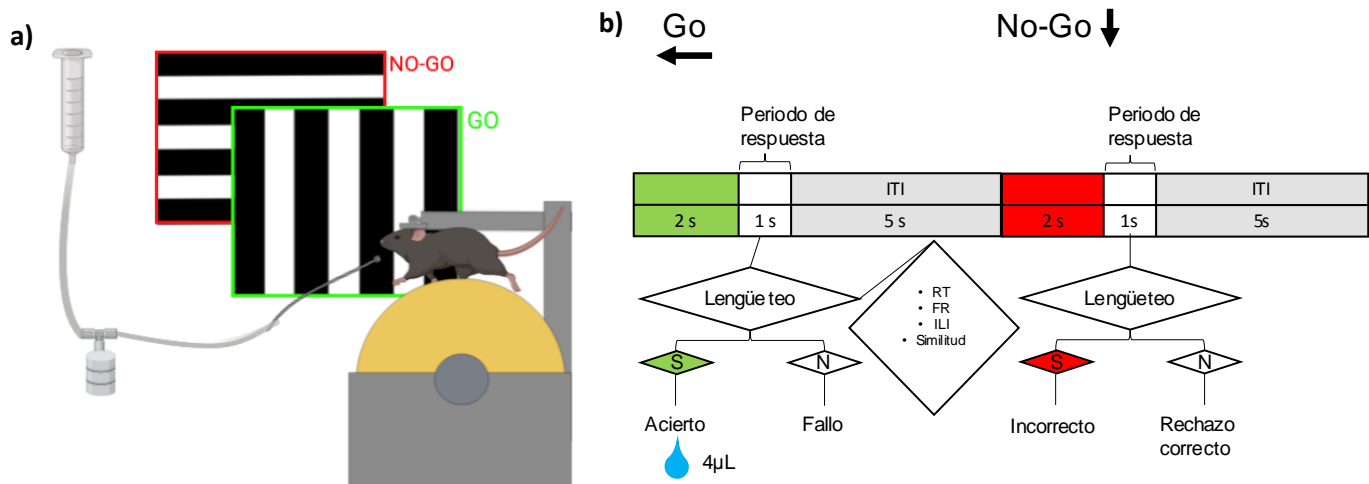 a)
NO-GO
GO
b)
Go
No-Go
Periodo de
respuesta
Periodo de
respuesta
ITI
ITI
2 s
1 s
5 s
2 s
1s
5s
Lengüeteo
• RT
• FR
• ILI
• Similitud
Lengüeteo
S
N
S
N
Acierto
Fallo
Incorrecto
Rechazo
correcto
4µL